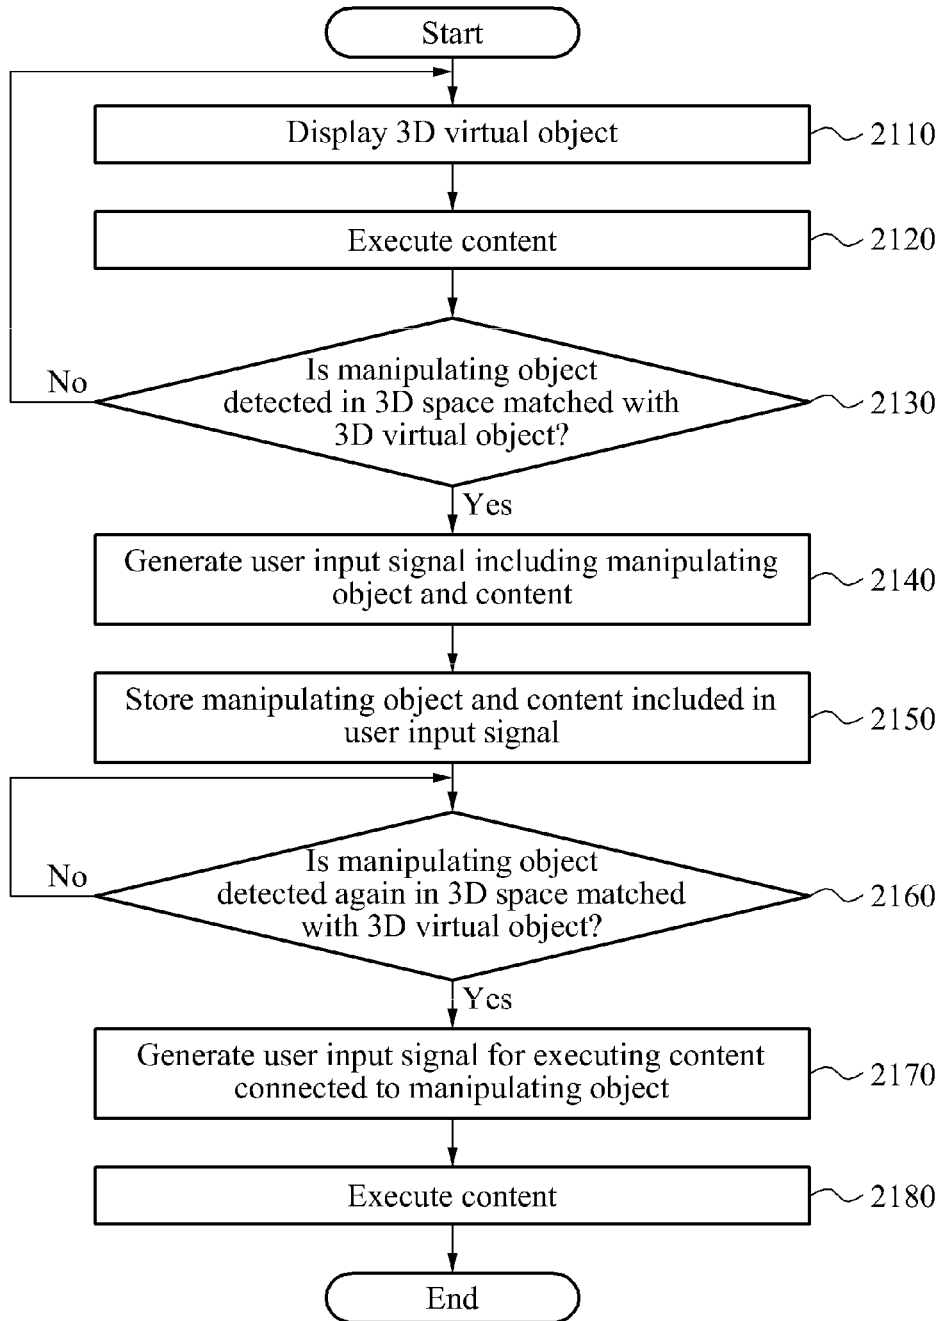 Start
Display 3D virtual object
2110
Execute content
2120
Is manipulating object
detected in 3D space matched with
3D virtual object?
2130
No
Yes
Generate user input signal including manipulating
object and content
2140
Store manipulating object and content included in
user input signal
2150
Is manipulating object
detected again in 3D space matched
with 3D virtual object?
2160
No
Yes
Generate user input signal for executing content
connected to manipulating object
2170
Execute content
2180
End